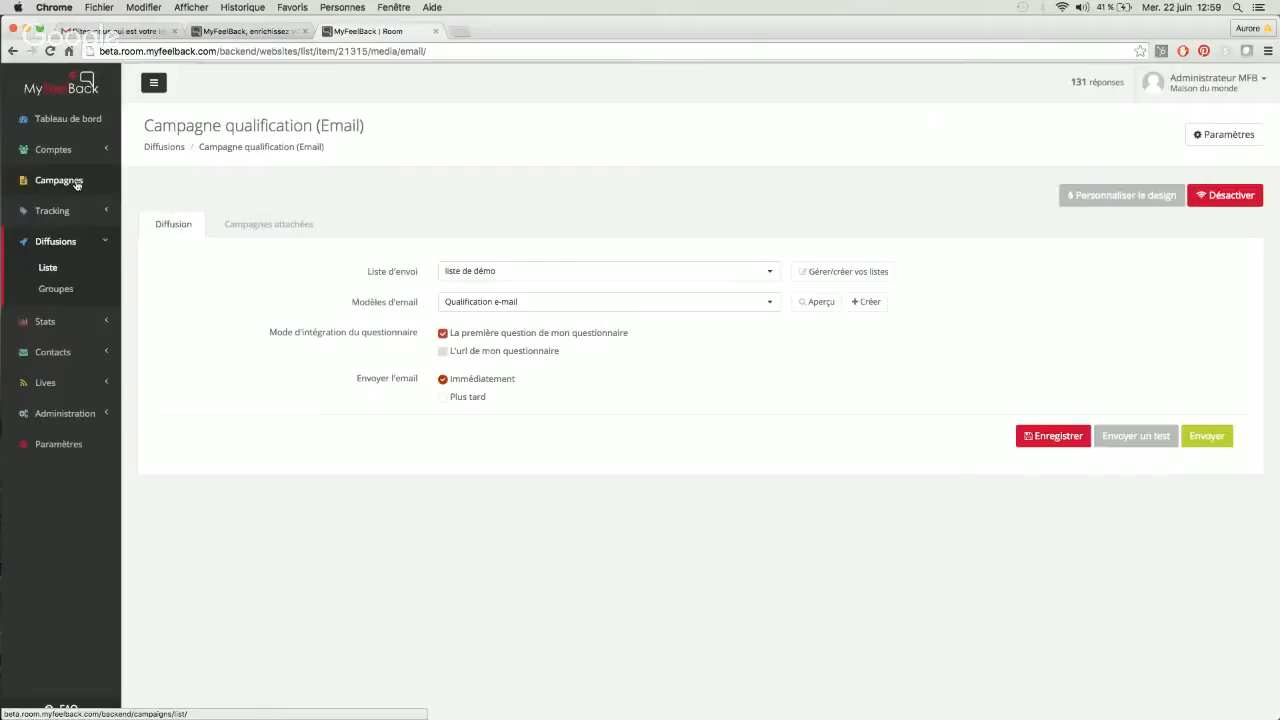 Chrome Fichier Modifier Afficher Historique Favoris Personnes Fenêtre Aide 41 % Mer. 22 juin 12:59
Google
MyFeelBack, enrichissez vo MyFeelBack | Room Aurore
beta.room.myfeelback.com/backend/websites/list/item/21315/media/email/
MyFeelBack
131 réponses
Administrateur MFB
Maison du monde
Tableau de bord
Comptes
Campagnes
Tracking
Diffusions
Liste
Groupes
Stats
Contacts
Lives
Administration
Paramètres
FAQ
Campagne qualification (Email)
Diffusions / Campagne qualification (Email)
Paramètres
Personnaliser le design Désactiver
Diffusion Campagnes attachées
Liste d'envoi liste de démo Gérer/créer vos listes
Modèles d'email Qualification e-mail Aperçu Créer
Mode d'intégration du questionnaire La première question de mon questionnaire
L'url de mon questionnaire
Envoyer l'email Immédiatement
Plus tard
Enregistrer Envoyer un test Envoyer
beta.room.myfeelback.com/backend/campaigns/list/